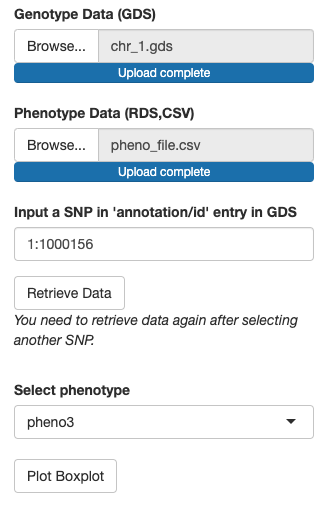 Genotype Data (GDS)
Browse... chr_1.gds
Upload complete
Phenotype Data (RDS,CSV)
Browse... pheno_file.csv
Upload complete
Input a SNP in 'annotation/id' entry in GDS
1:1000156
Retrieve Data
You need to retrieve data again after selecting
another SNP.
Select phenotype
pheno3
Plot Boxplot